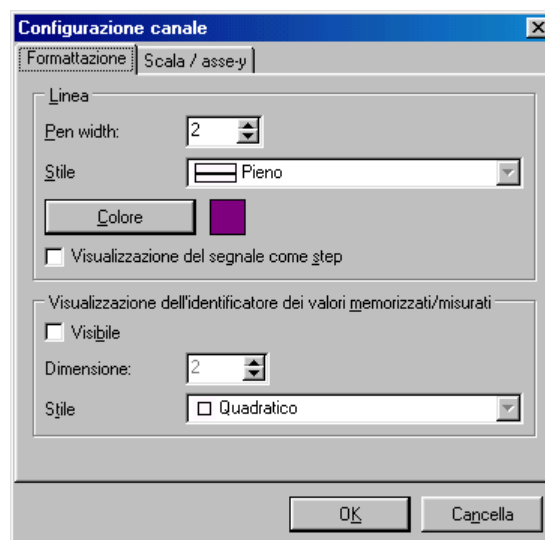 Configurazione canale
Formattazione
Scala / asse-y
Linea
Pen width:
2
Stile
Pieno
Colore
Visualizzazione del segnale come step
Visualizzazione dell'identificatore dei valori memorizzati/misurati
Visibile
Dimensione:
2
Stile
Quadratico
OK
Cancella